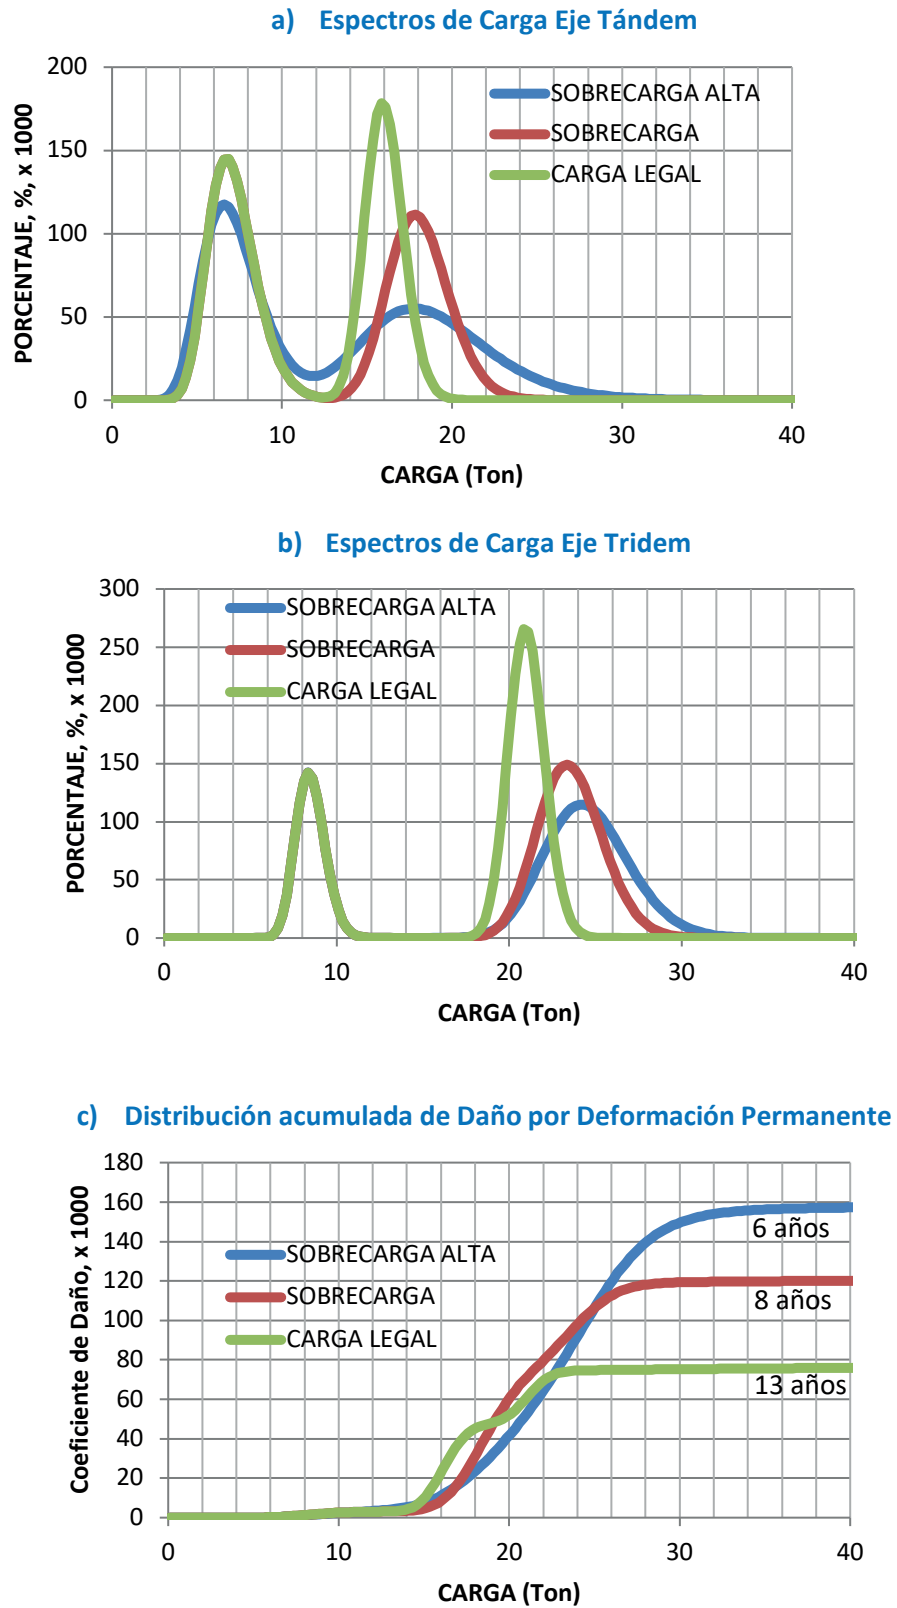 a) Espectros de Carga Eje Tándem
PORCENTAJE, %, x 1000
200
150
100
50
0
SOBRECARGA ALTA
SOBRECARGA
CARGA LEGAL
0 10 20 30 40
CARGA (Ton)
b) Espectros de Carga Eje Tridem
PORCENTAJE, %, x 1000
300
250
200
150
100
50
0
SOBRECARGA ALTA
SOBRECARGA
CARGA LEGAL
0 10 20 30 40
CARGA (Ton)
c) Distribución acumulada de Daño por Deformación Permanente
Coeficiente de Daño, x 1000
180
160
140
120
100
80
60
40
20
0
SOBRECARGA ALTA
SOBRECARGA
CARGA LEGAL
6 años
8 años
13 años
0 10 20 30 40
CARGA (Ton)